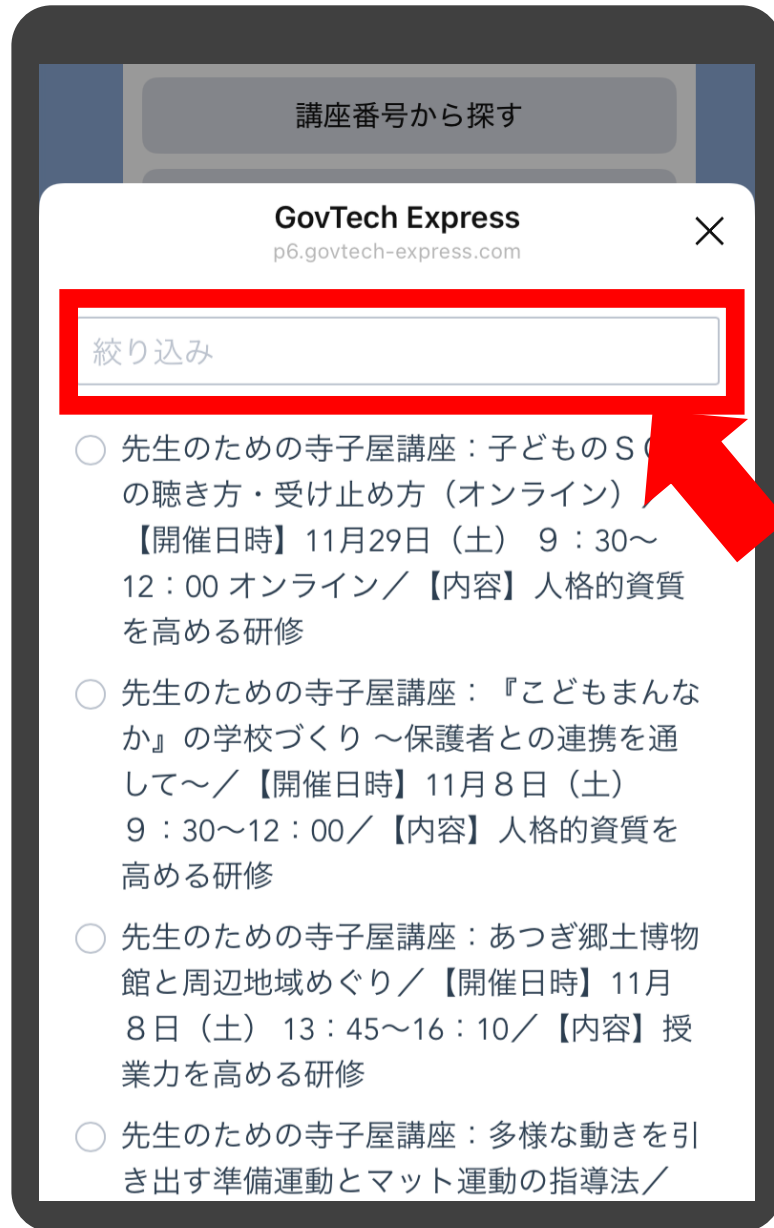 講座番号から探す
GovTech Express
p6.govtech-express.com
絞り込み
先生のための寺子屋講座：子どものＳ
の聴き方・受け止め方（オンライン）
【開催日時】11月29日（土） ９：30～
12：00 オンライン／【内容】人格的資質
を高める研修
先生のための寺子屋講座：『こどもまんな
か』の学校づくり ～保護者との連携を通
して～／【開催日時】11月８日（土）
９：30～12：00／【内容】人格的資質を
高める研修
先生のための寺子屋講座：あつぎ郷土博物
館と周辺地域めぐり／【開催日時】11月
８日（土） 13：45～16：10／【内容】授
業力を高める研修
先生のための寺子屋講座：多様な動きを引
き出す準備運動とマット運動の指導法／